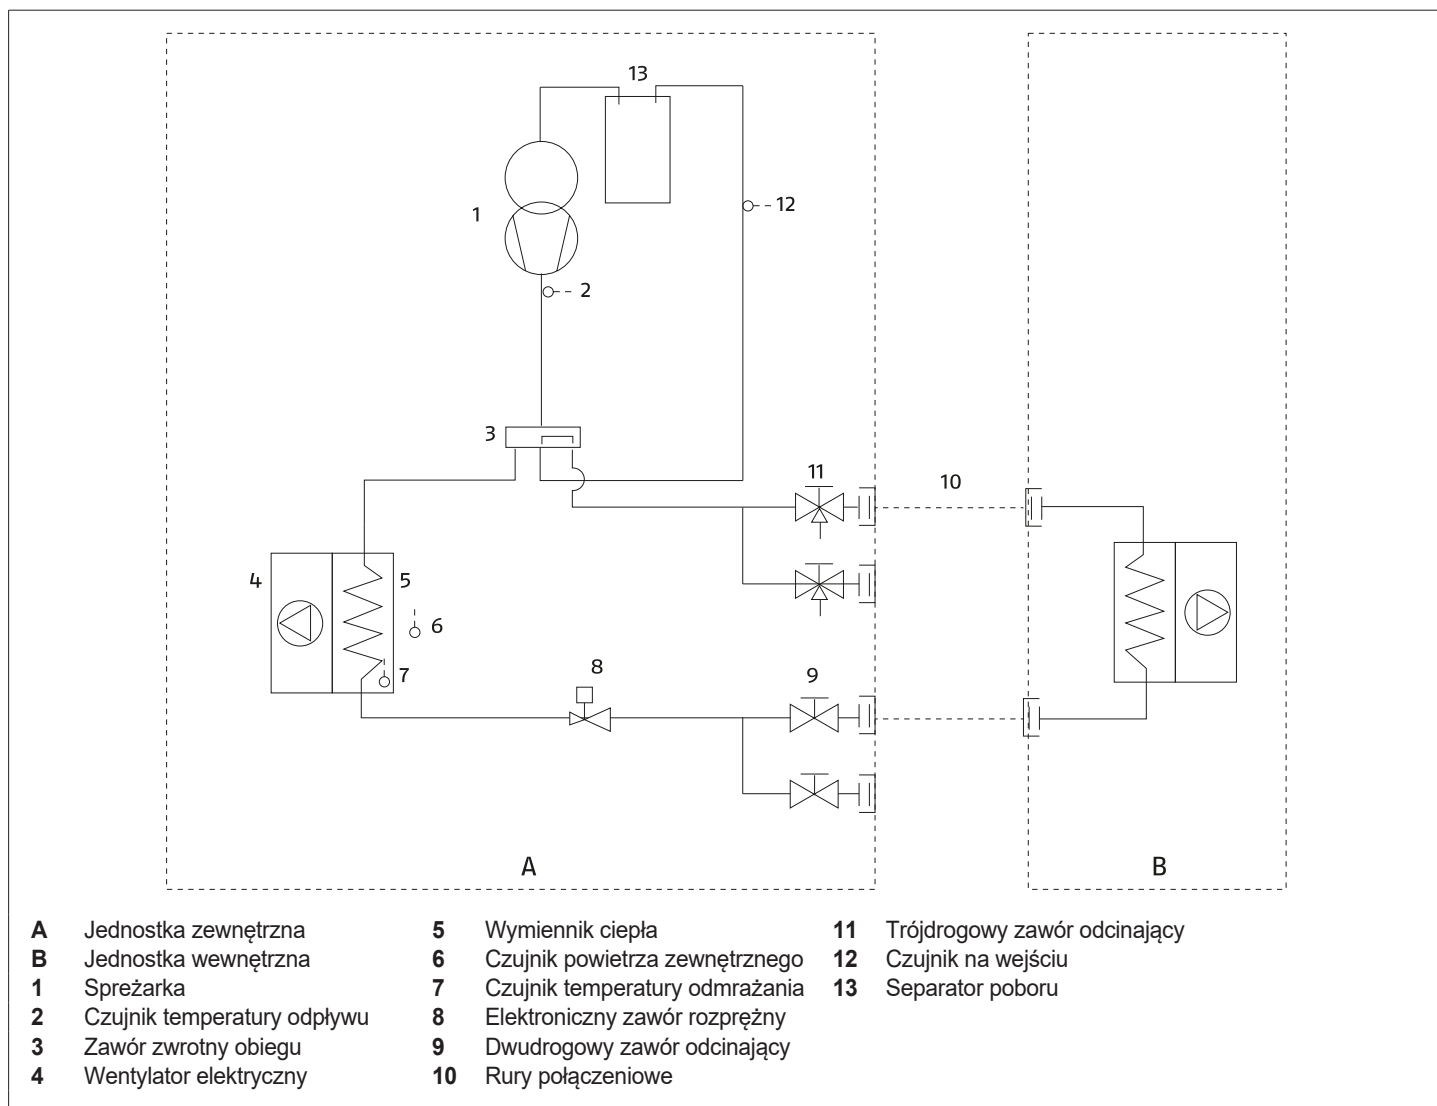 13
12
1
2
3
11
10
4
5
6
7
8
9
A
B
A Jednostka zewnętrzna
B Jednostka wewnętrzna
1 Spreżarka
2 Czujnik temperatury odpływu
3 Zawór zwrotny obiegu
4 Wentylator elektryczny
5 Wymiennik ciepła
6 Czujnik powietrza zewnętrznego
7 Czujnik temperatury odmrażania
8 Elektroniczny zawór rozprężny
9 Dwudrogowy zawór odcinający
10 Rury połączeniowe
11 Trójdrogowy zawór odcinający
12 Czujnik na wejściu
13 Separator poboru